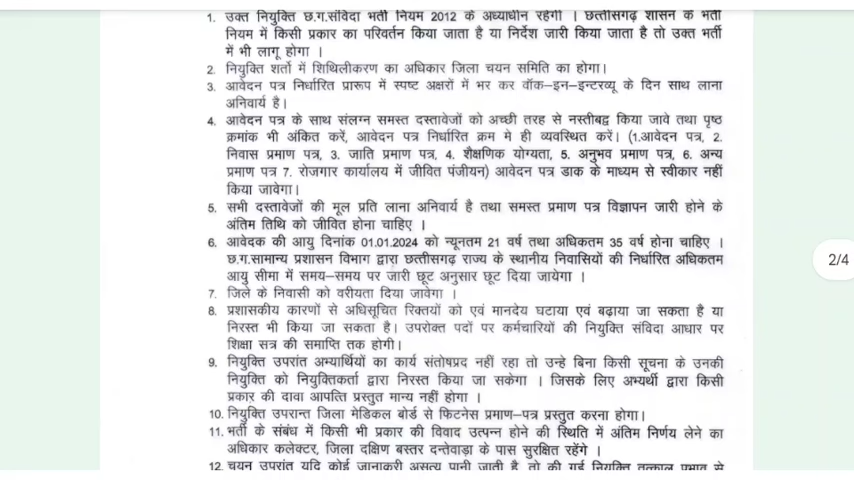 1. उक्त नियुक्ति छ.ग.संविदा भर्ती नियम 2012 के अध्याधीन रहेगी । छत्तीसगढ़ शासन के भर्ती
नियम में किसी प्रकार का परिवर्तन किया जाता है या निर्देश जारी किया जाता है तो उक्त भर्ती
में भी लागू होगा ।
2. नियुक्ति शर्तो में शिथिलीकरण का अधिकार जिला चयन समिति का होगा।
3. आवेदन पत्र निर्धारित प्रारूप में स्पष्ट अक्षरों में भर कर वॉक–इन–इन्टरव्यू के दिन साथ लाना
अनिवार्य है।
4. आवेदन पत्र के साथ संलग्न समस्त दस्तावेजों को अच्छी तरह से नस्तीबद्व किया जावे तथा पृष्ठ
क्रमांक भी अंकित करें, आवेदन पत्र निर्धारित क्रम मे ही व्यवस्थित करें। (1.आवेदन पत्र, 2.
निवास प्रमाण पत्र, 3. जाति प्रमाण पत्र, 4. शैक्षणिक योग्यता, 5. अनुभव प्रमाण पत्र, 6. अन्य
प्रमाण पत्र 7. रोजगार कार्यालय में जीवित पंजीयन) आवेदन पत्र डाक के माध्यम से स्वीकार नहीं
किया जावेगा।
5. सभी दस्तावेजों की मूल प्रति लाना अनिवार्य है तथा समस्त प्रमाण पत्र विज्ञापन जारी होने के
अंतिम तिथि को जीवित होना चाहिए ।
6. आवेदक की आयु दिनांक 01.01.2024 को न्यूनतम 21 वर्ष तथा अधिकतम 35 वर्ष होना चाहिए ।
छ.ग.सामान्य प्रशासन विभाग द्वारा छत्तीसगढ़ राज्य के स्थानीय निवासियों की निर्धारित अधिकतम
आयु सीमा में समय–समय पर जारी छूट अनुसार छूट दिया जायेगा ।
7. जिले के निवासी को वरीयता दिया जावेगा ।
8. प्रशासकीय कारणों से अधिसूचित रिक्तियों को एवं मानदेय घटाया एवं बढ़ाया जा सकता है या
निरस्त भी किया जा सकता है। उपरोक्त पदों पर कर्मचारियों की नियुक्ति संविदा आधार पर
शिक्षा सत्र की समाप्ति तक होगी।
9. नियुक्ति उपरांत अभ्यार्थियों का कार्य संतोषप्रद नहीं रहा तो उन्हे बिना किसी सूचना के उनकी
नियुक्ति को नियुक्तिकर्ता द्वारा निरस्त किया जा सकेगा । जिसके लिए अभ्यर्थी द्वारा किसी
प्रकार की दावा आपत्ति प्रस्तुत मान्य नहीं होगा ।
10. नियुक्ति उपरान्त जिला मेडिकल बोर्ड से फिटनेस प्रमाण–पत्र प्रस्तुत करना होगा।
11. भर्ती के संबंध में किसी भी प्रकार की विवाद उत्पन्न होने की स्थिति में अंतिम निर्णय लेने का
अधिकार कलेक्टर, जिला दक्षिण बस्तर दन्तेवाड़ा के पास सुरक्षित रहेंगे ।
12. चयन उपरांत यदि कोई जानकारी असत्य पानी जाती है, तो की गई नियुक्ति तत्काल प्रभाव से
2/4